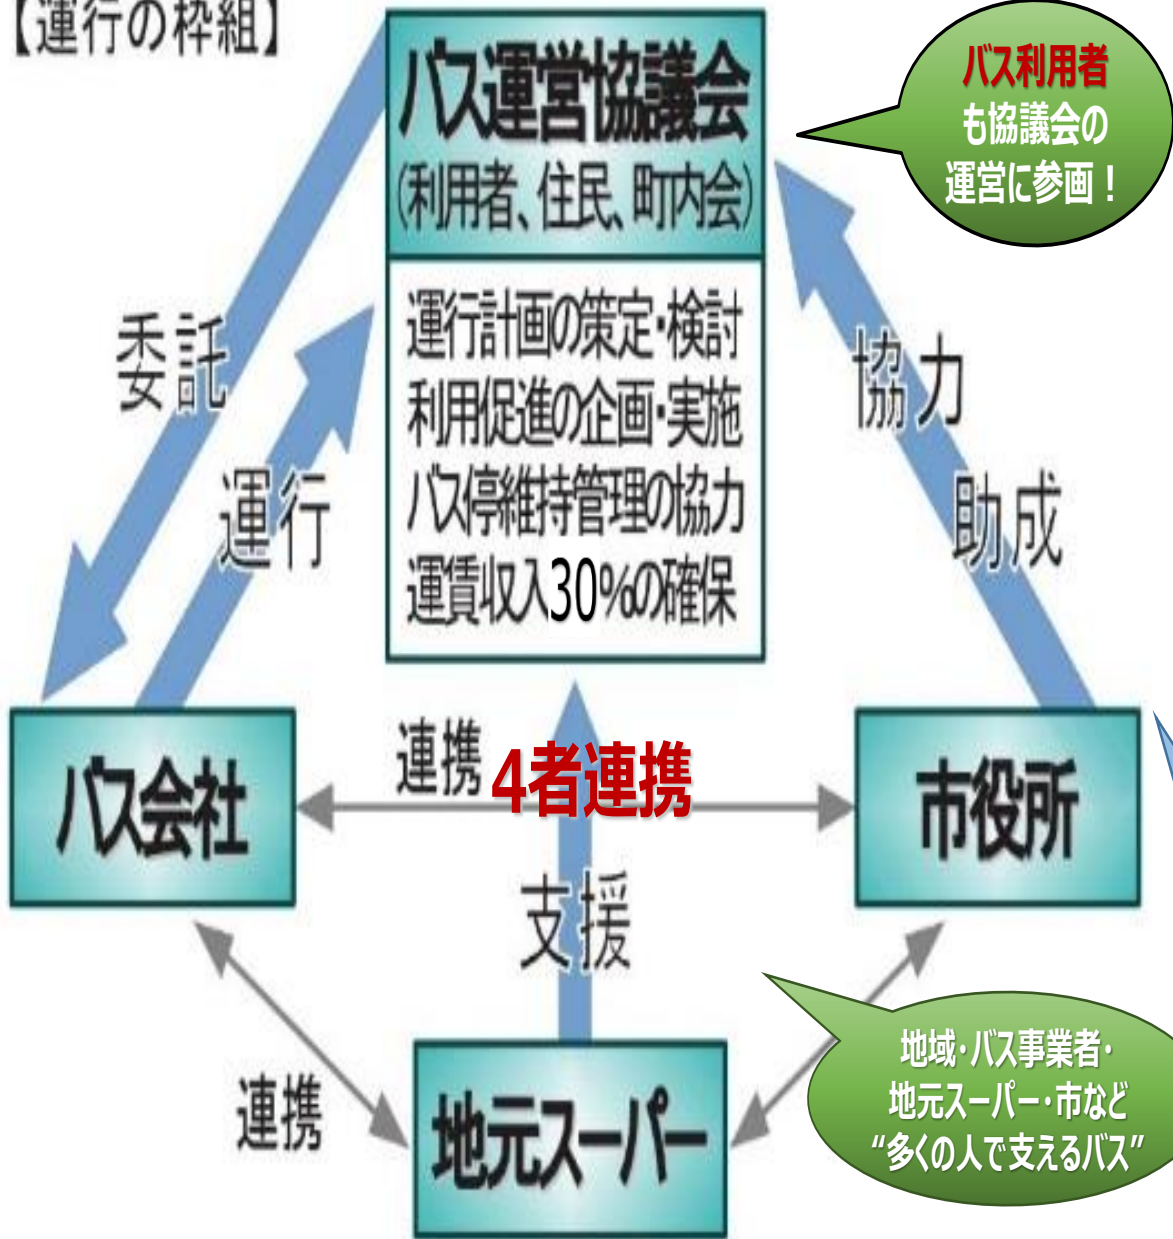 【運行の枠組】
バス運営協議会
(利用者、住民、町内会)
運行計画の策定・検討
利用促進の企画・実施
バス停維持管理の協力
運賃収入30%の確保
バス利用者
も協議会の
運営に参画！
委託
運行
協力
助成
バス会社
連携
4者連携
市役所
支援
連携
地元スーパー
地域・バス事業者・
地元スーパー・市など
“多くの人で支えるバス”